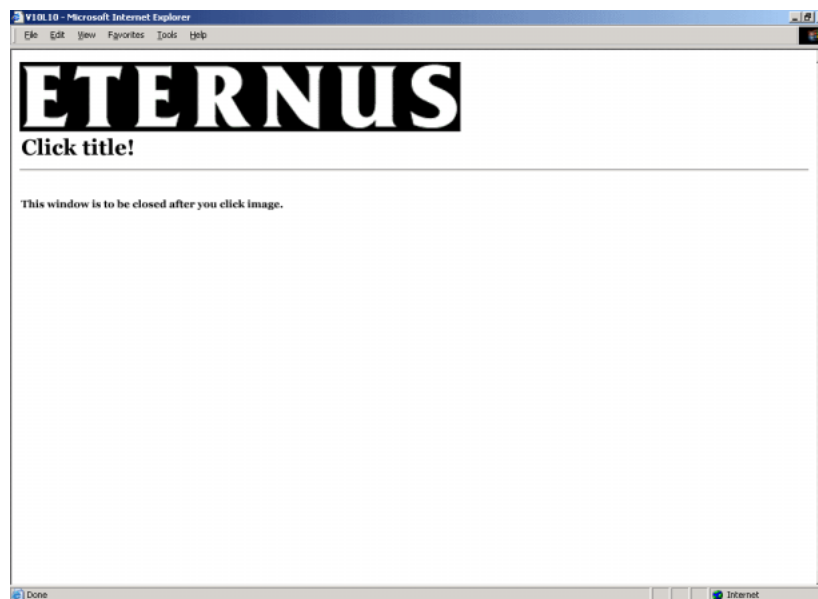 V10L10 - Microsoft Internet Explorer
File Edit View Favorites Tools Help
ETERNUS
Click title!
This window is to be closed after you click image.
Done Internet